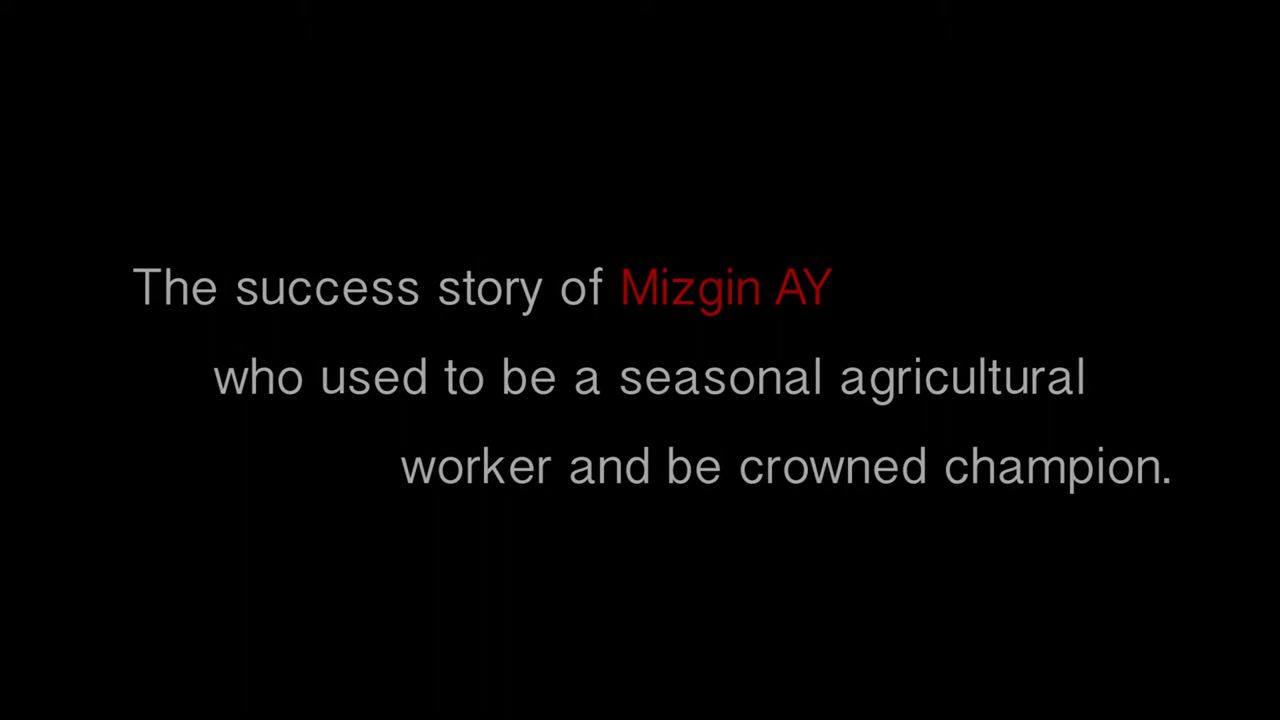 The success story of Mizgin AY
who used to be a seasonal agricultural
worker and be crowned champion.